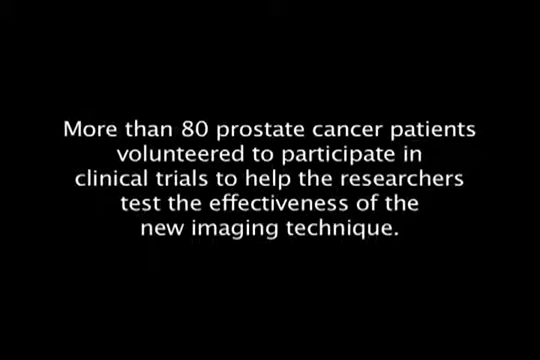 More than 80 prostate cancer patients
volunteered to participate in
clinical trials to help the researchers
test the effectiveness of the
new imaging technique.